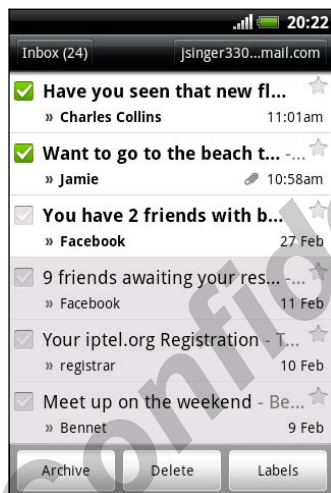 20:22
Inbox (24) jsinger330...mail.com
Have you seen that new fl...
» Charles Collins 11:01am
Want to go to the beach t... -...
» Jamie 10:58am
You have 2 friends with b...
» Facebook 27 Feb
9 friends awaiting your res... -...
» Facebook 11 Feb
Your iptel.org Registration - T...
» registrar 10 Feb
Meet up on the weekend - Be...
» Bennet 9 Feb
Archive Delete Labels